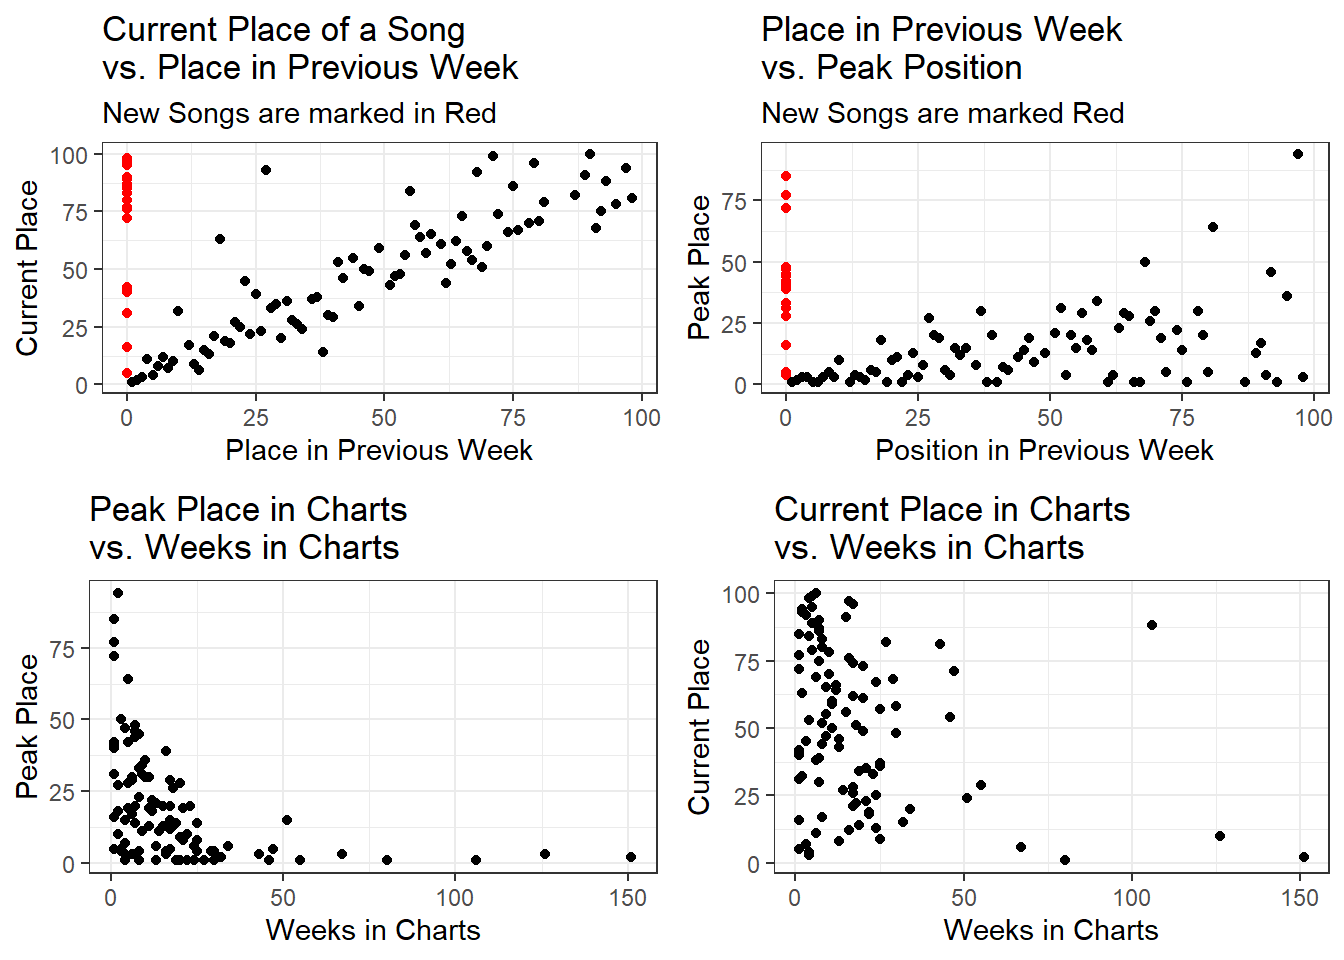 Current Place of a Song
vs. Place in Previous Week
New Songs are marked in Red
Current Place
100
75
50
25
0
0 25 50 75 100
Place in Previous Week
Place in Previous Week
vs. Peak Position
New Songs are marked Red
Peak Place
75
50
25
0
0 25 50 75 100
Position in Previous Week
Peak Place in Charts
vs. Weeks in Charts
Peak Place
75
50
25
0
0 50 100 150
Weeks in Charts
Current Place in Charts
vs. Weeks in Charts
Current Place
100
75
50
25
0
0 50 100 150
Weeks in Charts